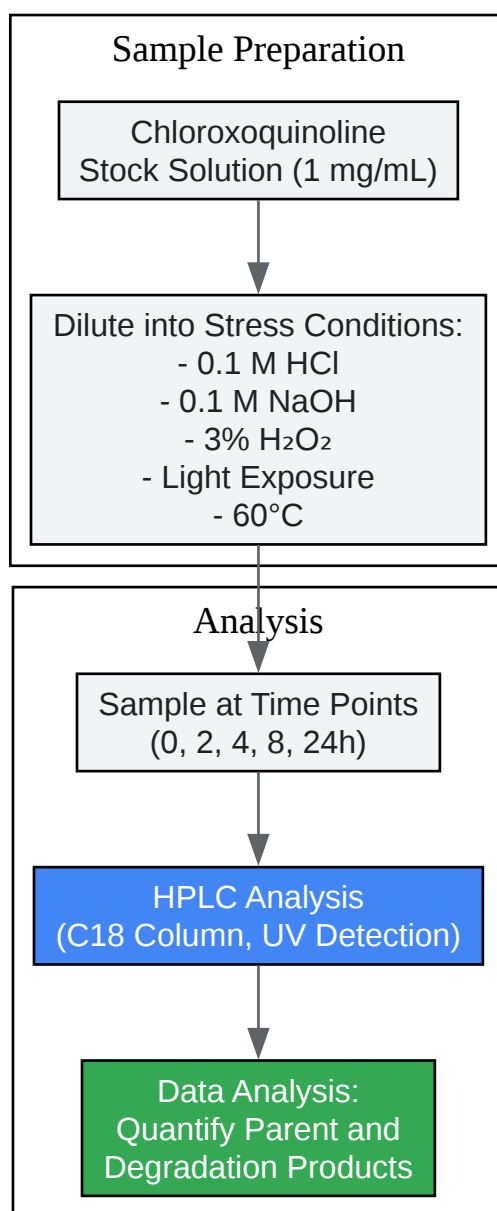 Sample Preparation
Chloroxoquinoline
Stock Solution (1 mg/mL)
Dilute into Stress Conditions:
- 0.1 M HCl
- 0.1 M NaOH
- 3% H₂O₂
- Light Exposure
- 60°C
Analysis
Sample at Time Points
(0, 2, 4, 8, 24h)
HPLC Analysis
(C18 Column, UV Detection)
Data Analysis:
Quantify Parent and
Degradation Products